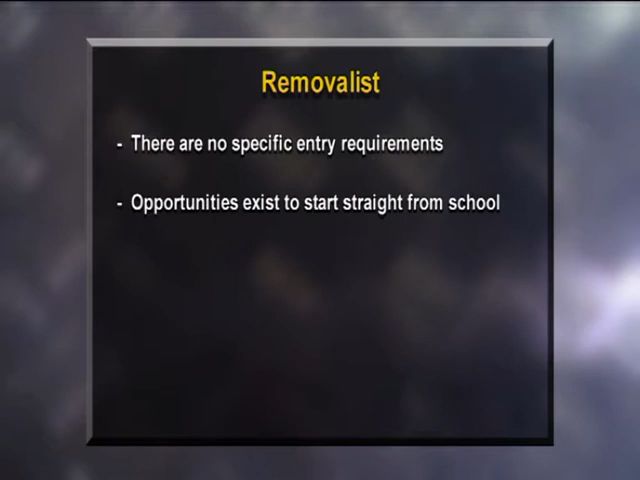 Removalist
- There are no specific entry requirements
- Opportunities exist to start straight from school